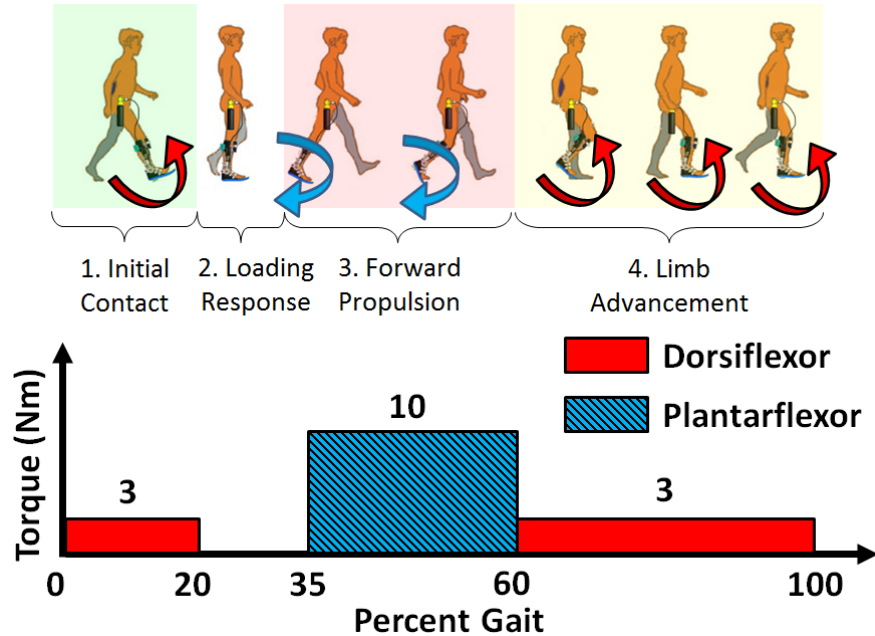 1. Initial
Contact
2. Loading
Response
3. Forward
Propulsion
4. Limb
Advancement
Dorsiflexor
Plantarflexor
Torque (Nm)
3
10
3
0
20
35
60
100
Percent Gait